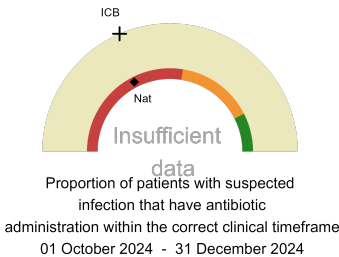 ICB
Nat
Insufficient
data
Proportion of patients with suspected
infection that have antibiotic
administration within the correct clinical timeframe
01 October 2024 - 31 December 2024